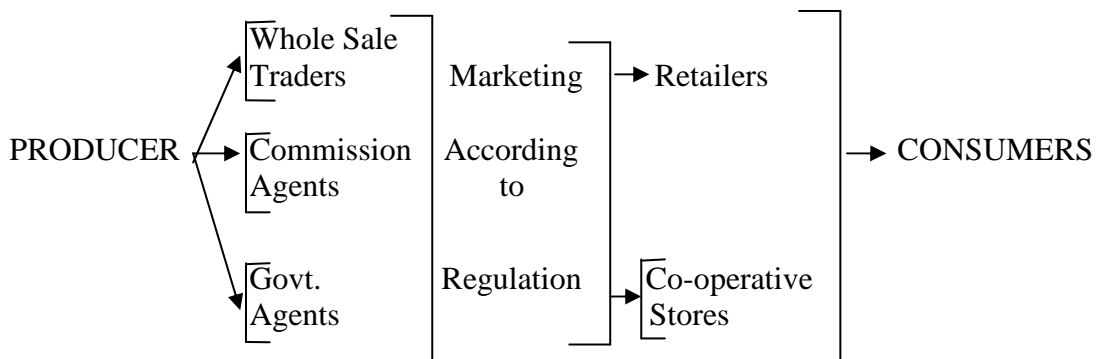 PRODUCER
Whole Sale
Traders
Commission
Agents
Govt.
Agents
Marketing
According
to
Regulation
Retailers
Co-operative
Stores
CONSUMERS